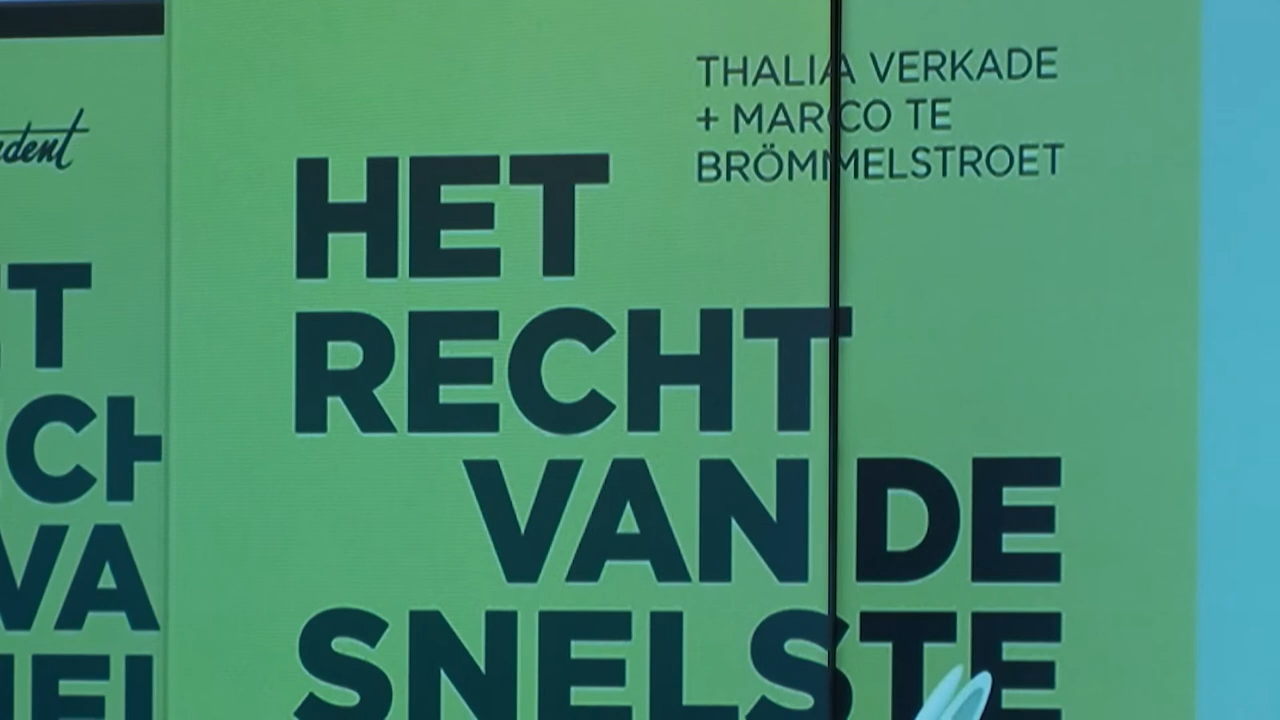 THALIA VERKADE
+ MARCO TE
BRÖMMELSTROET
HET
RECHT
VAN DE
SNELSTE